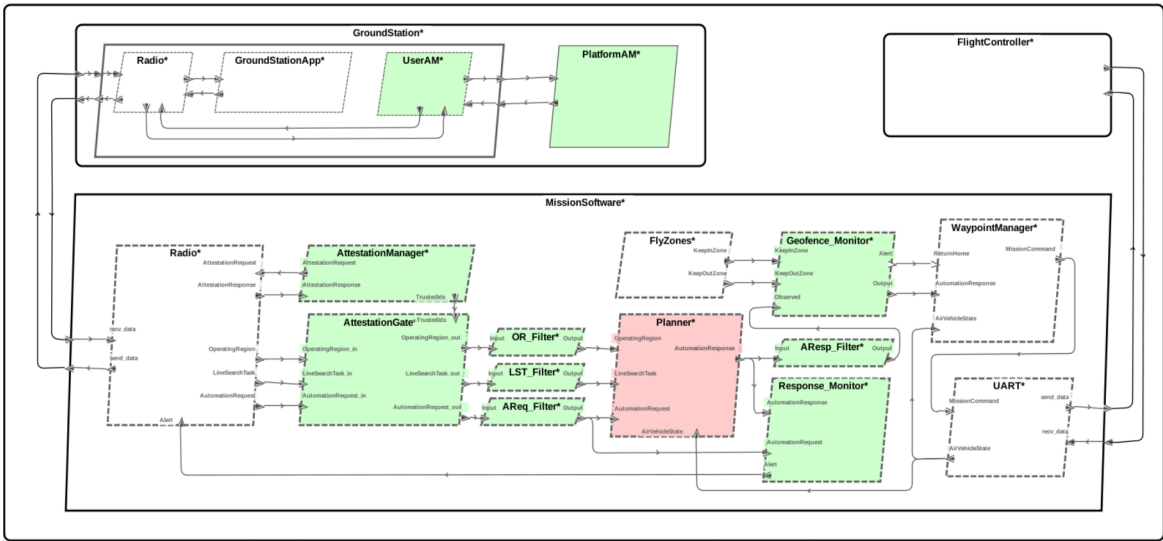 GroundStation*
Radio*
GroundStationApp*
UserAM*
PlatformAM*
FlightController*
MissionSoftware*
Radio*
AttestationRequest
AttestationResponse
recv_data
send_data
OperatingRegion
LineSearchTask
AutomationRequest
Alert
AttestationManager*
AttestationRequest
AttestationResponse
TrustedIds
AttestationGate*
TrustedIds
OperatingRegion_in
OperatingRegion_out
LineSearchTask_in
LineSearchTask_out
AutomationRequest_in
AutomationRequest_out
OR_Filter*
Input
Output
LST_Filter*
Input
Output
AReq_Filter*
Input
Output
FlyZones*
KeepInZone
KeepOutZone
Planner*
OperatingRegion
AutomationResponse
LineSearchTask
AutomationRequest
AirVehicleState
Geofence_Monitor*
KeepInZone
Alert
KeepOutZone
Output
Observed
AResp_Filter*
Input
Output
Response_Monitor*
AutomationResponse
AutomationRequest
Alert
WaypointManager*
MissionCommand
ReturnHome
AutomationResponse
AirVehicleState
UART*
MissionCommand
send_data
recv_data
AirVehicleState